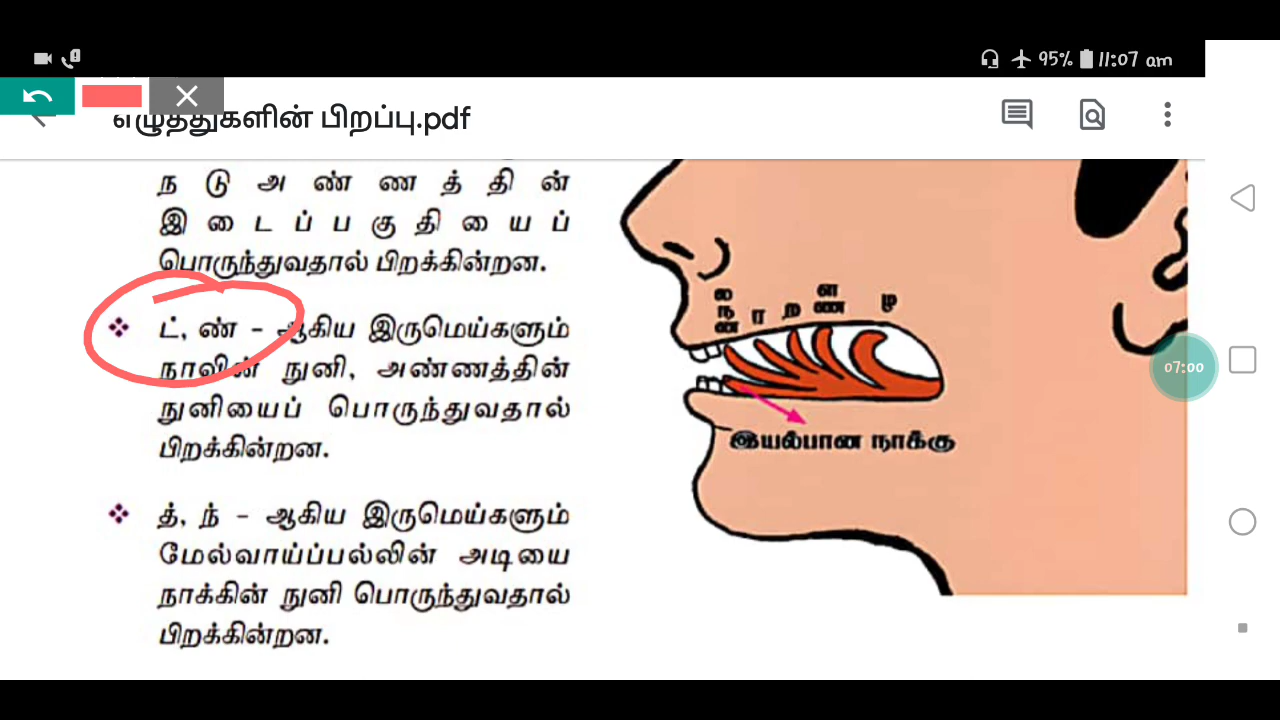 95% 11:07 am
எழுத்துகளின் பிறப்பு.pdf
ந டு அ ண் ண த் தி ன்
இ டை ப் ப கு தி யை ப்
பொருந்துவதால் பிறக்கின்றன.
❖ ட், ண் - ஆகிய இருமெய்களும்
நாவின் நுனி, அண்ணத்தின்
நுனியைப் பொருந்துவதால்
பிறக்கின்றன.
❖ த், ந் - ஆகிய இருமெய்களும்
மேல்வாய்ப்பல்லின் அடியை
நாக்கின் நுனி பொருந்துவதால்
பிறக்கின்றன.
ல
ந
ன
ர
ற
ள
ண
ழ
இயல்பான நாக்கு
07:00